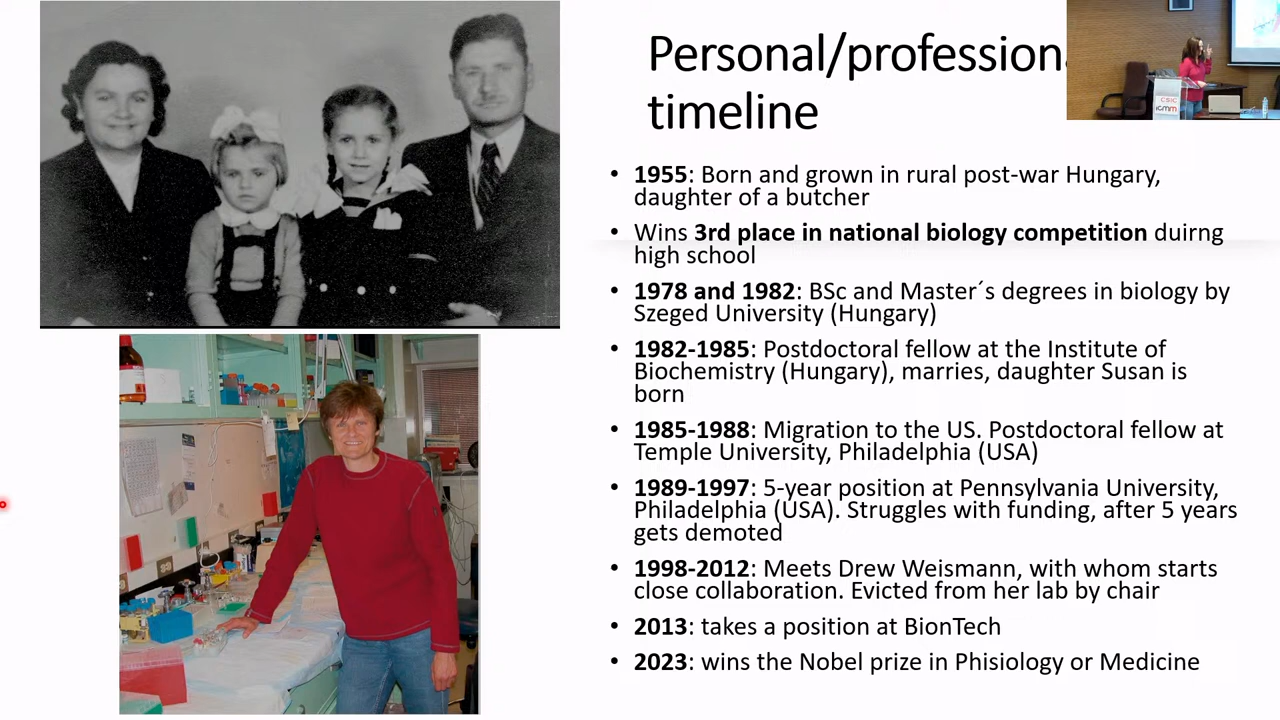 Personal/profession
timeline
• 1955: Born and grown in rural post-war Hungary,
daughter of a butcher
• Wins 3rd place in national biology competition duirng
high school
• 1978 and 1982: BSc and Master´s degrees in biology by
Szeged University (Hungary)
• 1982-1985: Postdoctoral fellow at the Institute of
Biochemistry (Hungary), marries, daughter Susan is
born
• 1985-1988: Migration to the US. Postdoctoral fellow at
Temple University, Philadelphia (USA)
• 1989-1997: 5-year position at Pennsylvania University,
Philadelphia (USA). Struggles with funding, after 5 years
gets demoted
• 1998-2012: Meets Drew Weismann, with whom starts
close collaboration. Evicted from her lab by chair
• 2013: takes a position at BionTech
• 2023: wins the Nobel prize in Phisiology or Medicine
CSIC
icmm